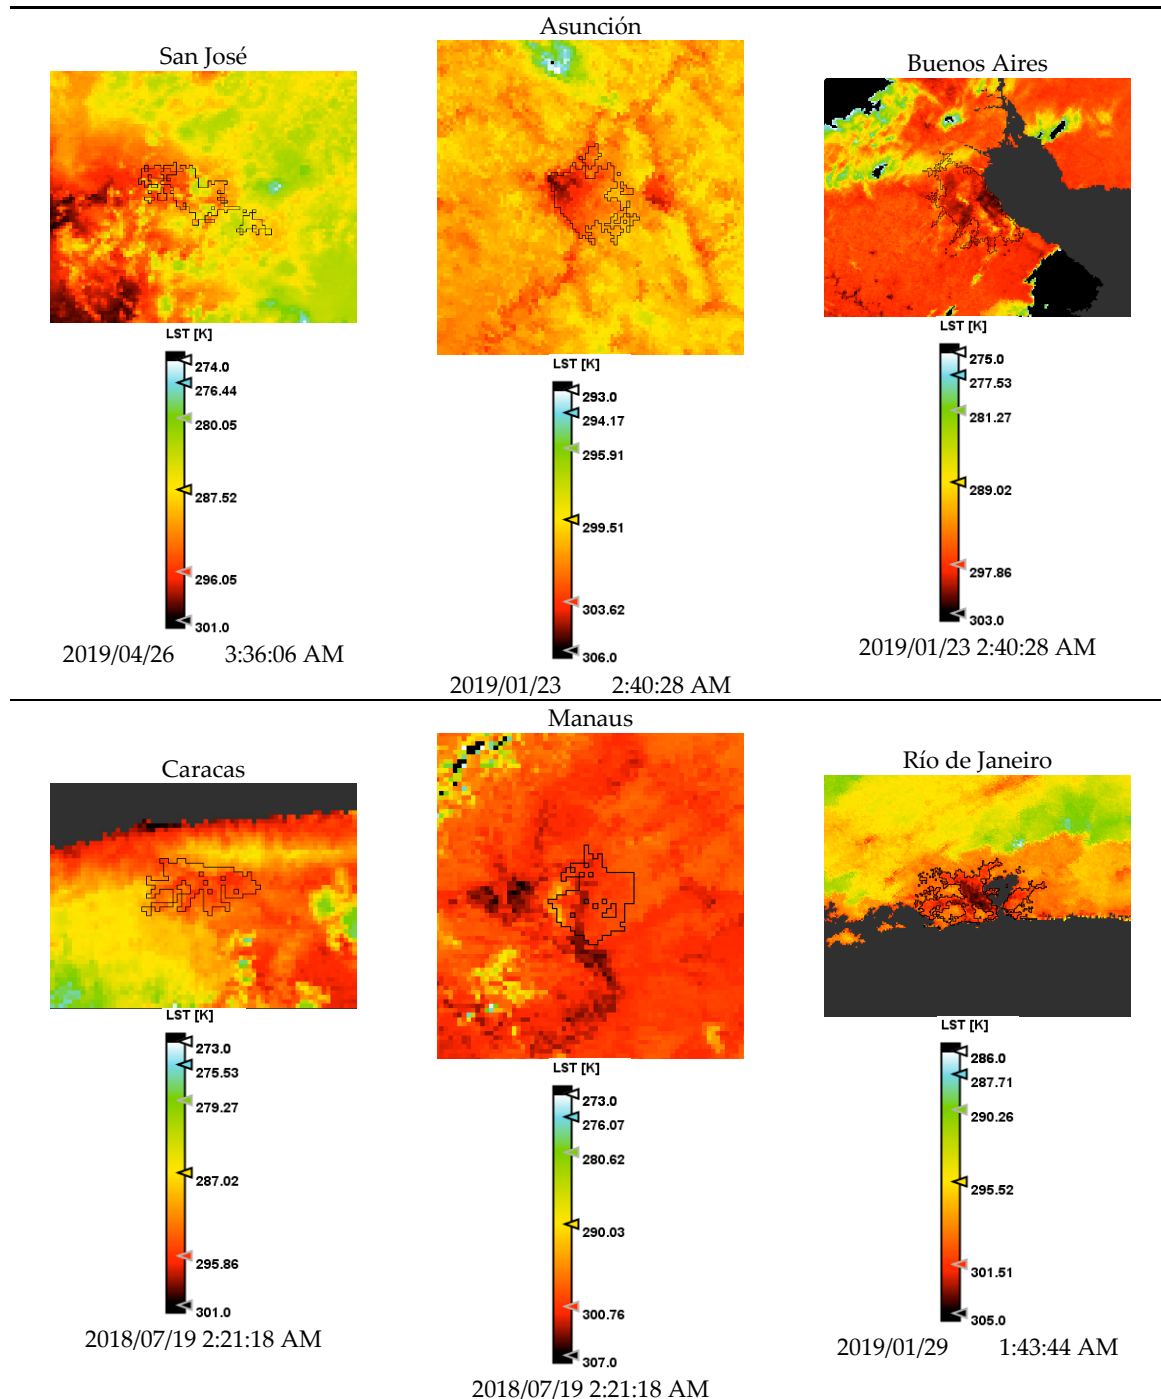 San José
LST [K]
274.0
276.44
280.05
287.52
296.05
301.0
2019/04/26 3:36:06 AM
Asunción
LST [K]
293.0
294.17
295.91
299.51
303.62
306.0
2019/01/23 2:40:28 AM
Buenos Aires
LST [K]
275.0
277.53
281.27
289.02
297.86
303.0
2019/01/23 2:40:28 AM
Caracas
LST [K]
273.0
275.53
279.27
287.02
295.86
301.0
2018/07/19 2:21:18 AM
Manaus
LST [K]
273.0
276.07
280.62
290.03
300.76
307.0
2018/07/19 2:21:18 AM
Río de Janeiro
LST [K]
286.0
287.71
290.26
295.52
301.51
305.0
2019/01/29 1:43:44 AM